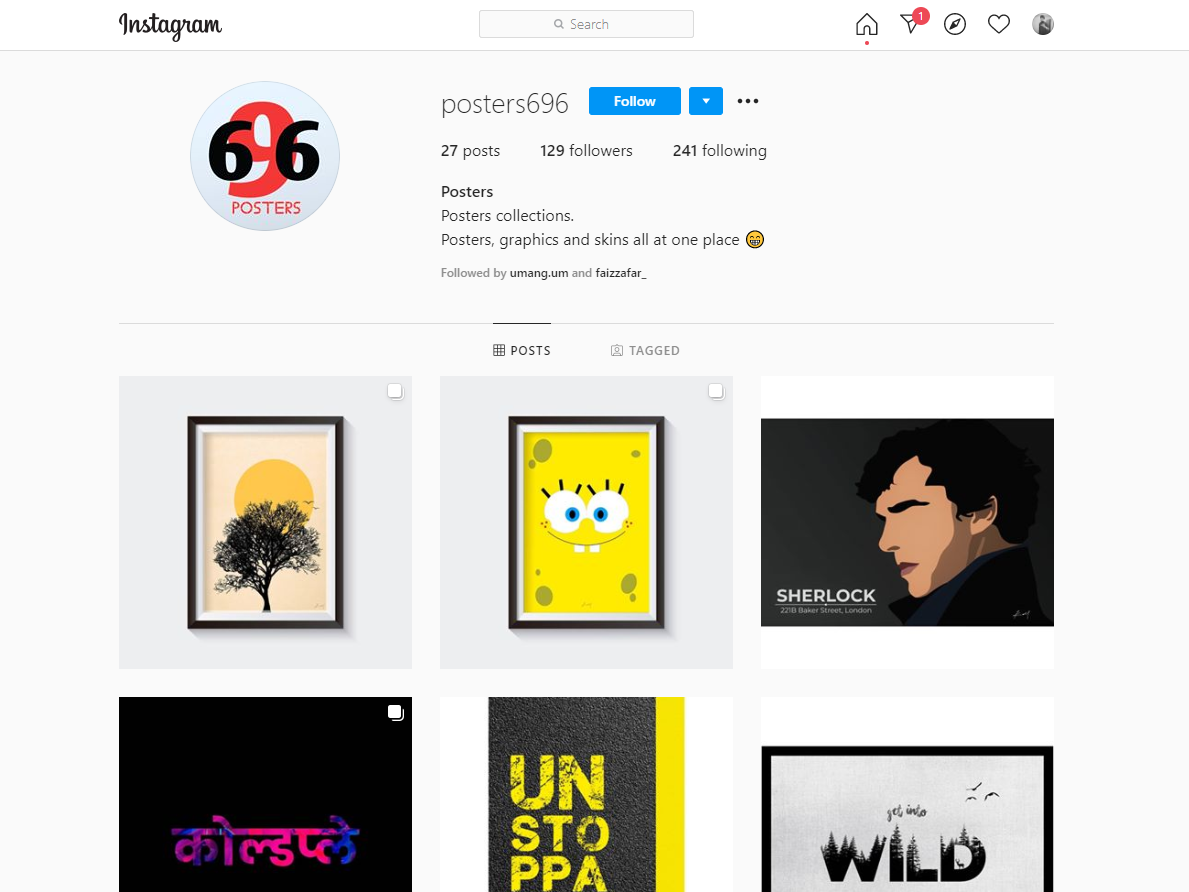 Instagram
Search
1
posters696
Follow
27 posts
129 followers
241 following
Posters
Posters collections.
Posters, graphics and skins all at one place 😁
Followed by umang.um and faizzafar_
696
POSTERS
POSTS
TAGGED
SHERLOCK
221B Baker Street, London
कोल्डप्ले
UN
STO
PPA
get into
WILD